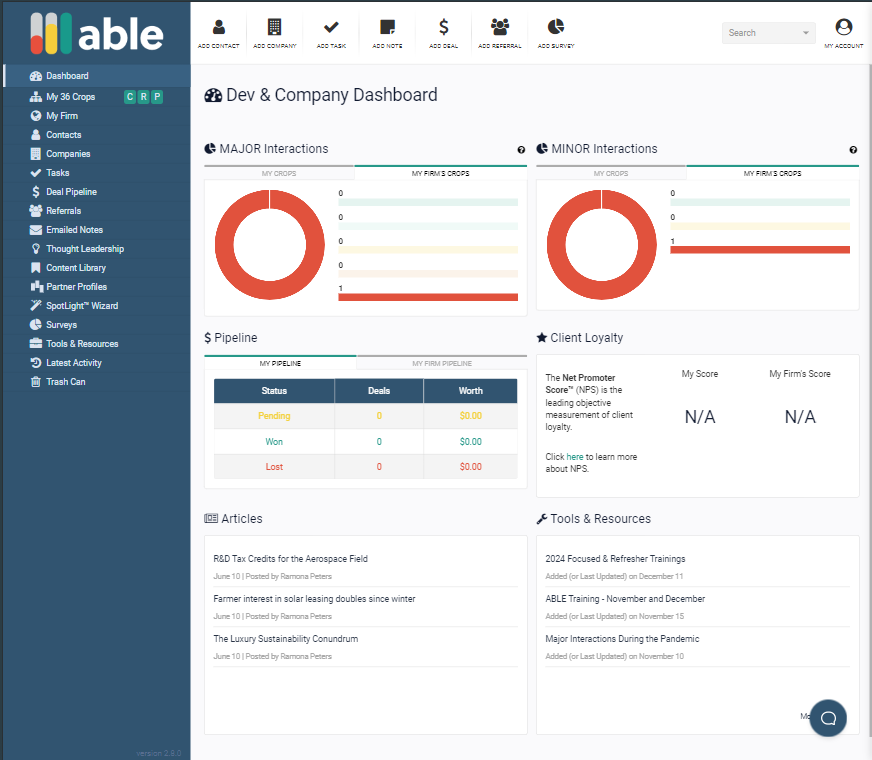 able
ADD CONTACT
ADD COMPANY
ADD TASK
ADD NOTE
ADD DEAL
ADD REFERRAL
ADD SURVEY
Search
MY ACCOUNT
Dashboard
My 36 Crops C R P
My Firm
Contacts
Companies
Tasks
Deal Pipeline
Referrals
Emailed Notes
Thought Leadership
Content Library
Partner Profiles
SpotLight™ Wizard
Surveys
Tools & Resources
Latest Activity
Trash Can
version 2.8.0
Dev & Company Dashboard
MAJOR Interactions
MY CROPS
MY FIRM'S CROPS
0
0
0
0
1
MINOR Interactions
MY CROPS
MY FIRM'S CROPS
0
0
1
$ Pipeline
MY PIPELINE
MY FIRM PIPELINE
Status Deals Worth
Pending 0 $0.00
Won 0 $0.00
Lost 0 $0.00
Client Loyalty
The Net Promoter
Score™ (NPS) is the
leading objective
measurement of client
loyalty.
Click here to learn more
about NPS.
My Score
N/A
My Firm's Score
N/A
Articles
R&D Tax Credits for the Aerospace Field
June 10 | Posted by Ramona Peters
Farmer interest in solar leasing doubles since winter
June 10 | Posted by Ramona Peters
The Luxury Sustainability Conundrum
June 10 | Posted by Ramona Peters
Tools & Resources
2024 Focused & Refresher Trainings
Added (or Last Updated) on December 11
ABLE Training - November and December
Added (or Last Updated) on November 15
Major Interactions During the Pandemic
Added (or Last Updated) on November 10